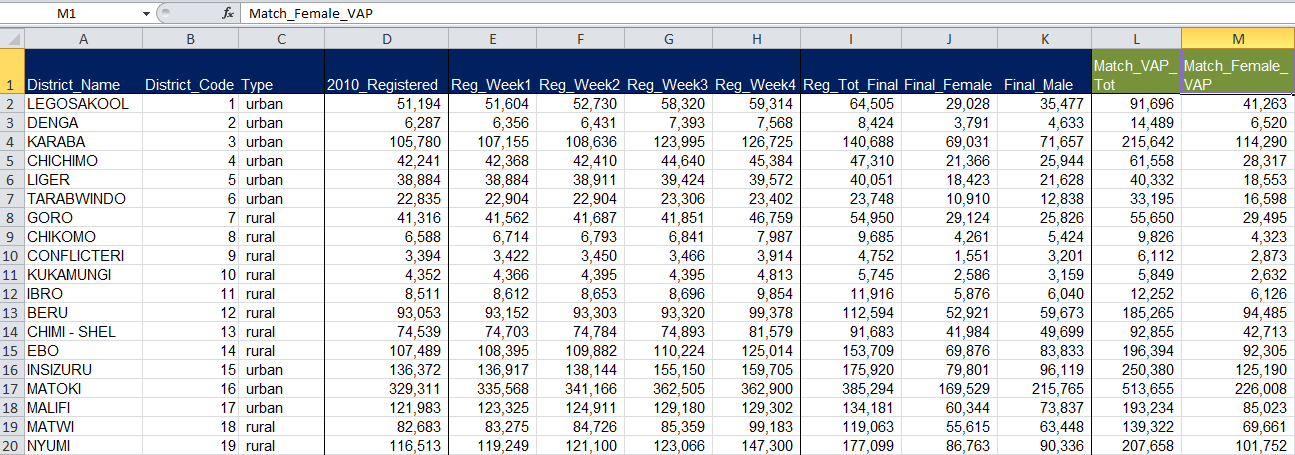 M1 fx Match_Female_VAP
A B C D E F G H I J K L M
1 District_Name District_Code Type 2010_Registered Reg_Week1 Reg_Week2 Reg_Week3 Reg_Week4 Reg_Tot_Final Final_Female Final_Male Match_VAP_ Match_Female_
Tot VAP
2 LEGOSAKOOL 1 urban 51,194 51,604 52,730 58,320 59,314 64,505 29,028 35,477 91,696 41,263
3 DENGA 2 urban 6,287 6,356 6,431 7,393 7,568 8,424 3,791 4,633 14,489 6,520
4 KARABA 3 urban 105,780 107,155 108,636 123,995 126,725 140,688 69,031 71,657 215,642 114,290
5 CHICHIMO 4 urban 42,241 42,368 42,410 44,640 45,384 47,310 21,366 25,944 61,558 28,317
6 LIGER 5 urban 38,884 38,884 38,911 39,424 39,572 40,051 18,423 21,628 40,332 18,553
7 TARABWINDO 6 urban 22,835 22,904 22,904 23,306 23,402 23,748 10,910 12,838 33,195 16,598
8 GORO 7 rural 41,316 41,562 41,687 41,851 46,759 54,950 29,124 25,826 55,650 29,495
9 CHIKOMO 8 rural 6,588 6,714 6,793 6,841 7,987 9,685 4,261 5,424 9,826 4,323
10 CONFLICTERI 9 rural 3,394 3,422 3,450 3,466 3,914 4,752 1,551 3,201 6,112 2,873
11 KUKAMUNGI 10 rural 4,352 4,366 4,395 4,395 4,813 5,745 2,586 3,159 5,849 2,632
12 IBRO 11 rural 8,511 8,612 8,653 8,696 9,854 11,916 5,876 6,040 12,252 6,126
13 BERU 12 rural 93,053 93,152 93,303 93,320 99,378 112,594 52,921 59,673 185,265 94,485
14 CHIMI - SHEL 13 rural 74,539 74,703 74,784 74,893 81,579 91,683 41,984 49,699 92,855 42,713
15 EBO 14 rural 107,489 108,395 109,882 110,224 125,014 153,709 69,876 83,833 196,394 92,305
16 INSIZURU 15 urban 136,372 136,917 138,144 155,150 159,705 175,920 79,801 96,119 250,380 125,190
17 MATOKI 16 urban 329,311 335,568 341,166 362,505 362,900 385,294 169,529 215,765 513,655 226,008
18 MALIFI 17 urban 121,983 123,325 124,911 129,180 129,302 134,181 60,344 73,837 193,234 85,023
19 MATWI 18 rural 82,683 83,275 84,726 85,359 99,183 119,063 55,615 63,448 139,322 69,661
20 NYUMI 19 rural 116,513 119,249 121,100 123,066 147,300 177,099 86,763 90,336 207,658 101,752